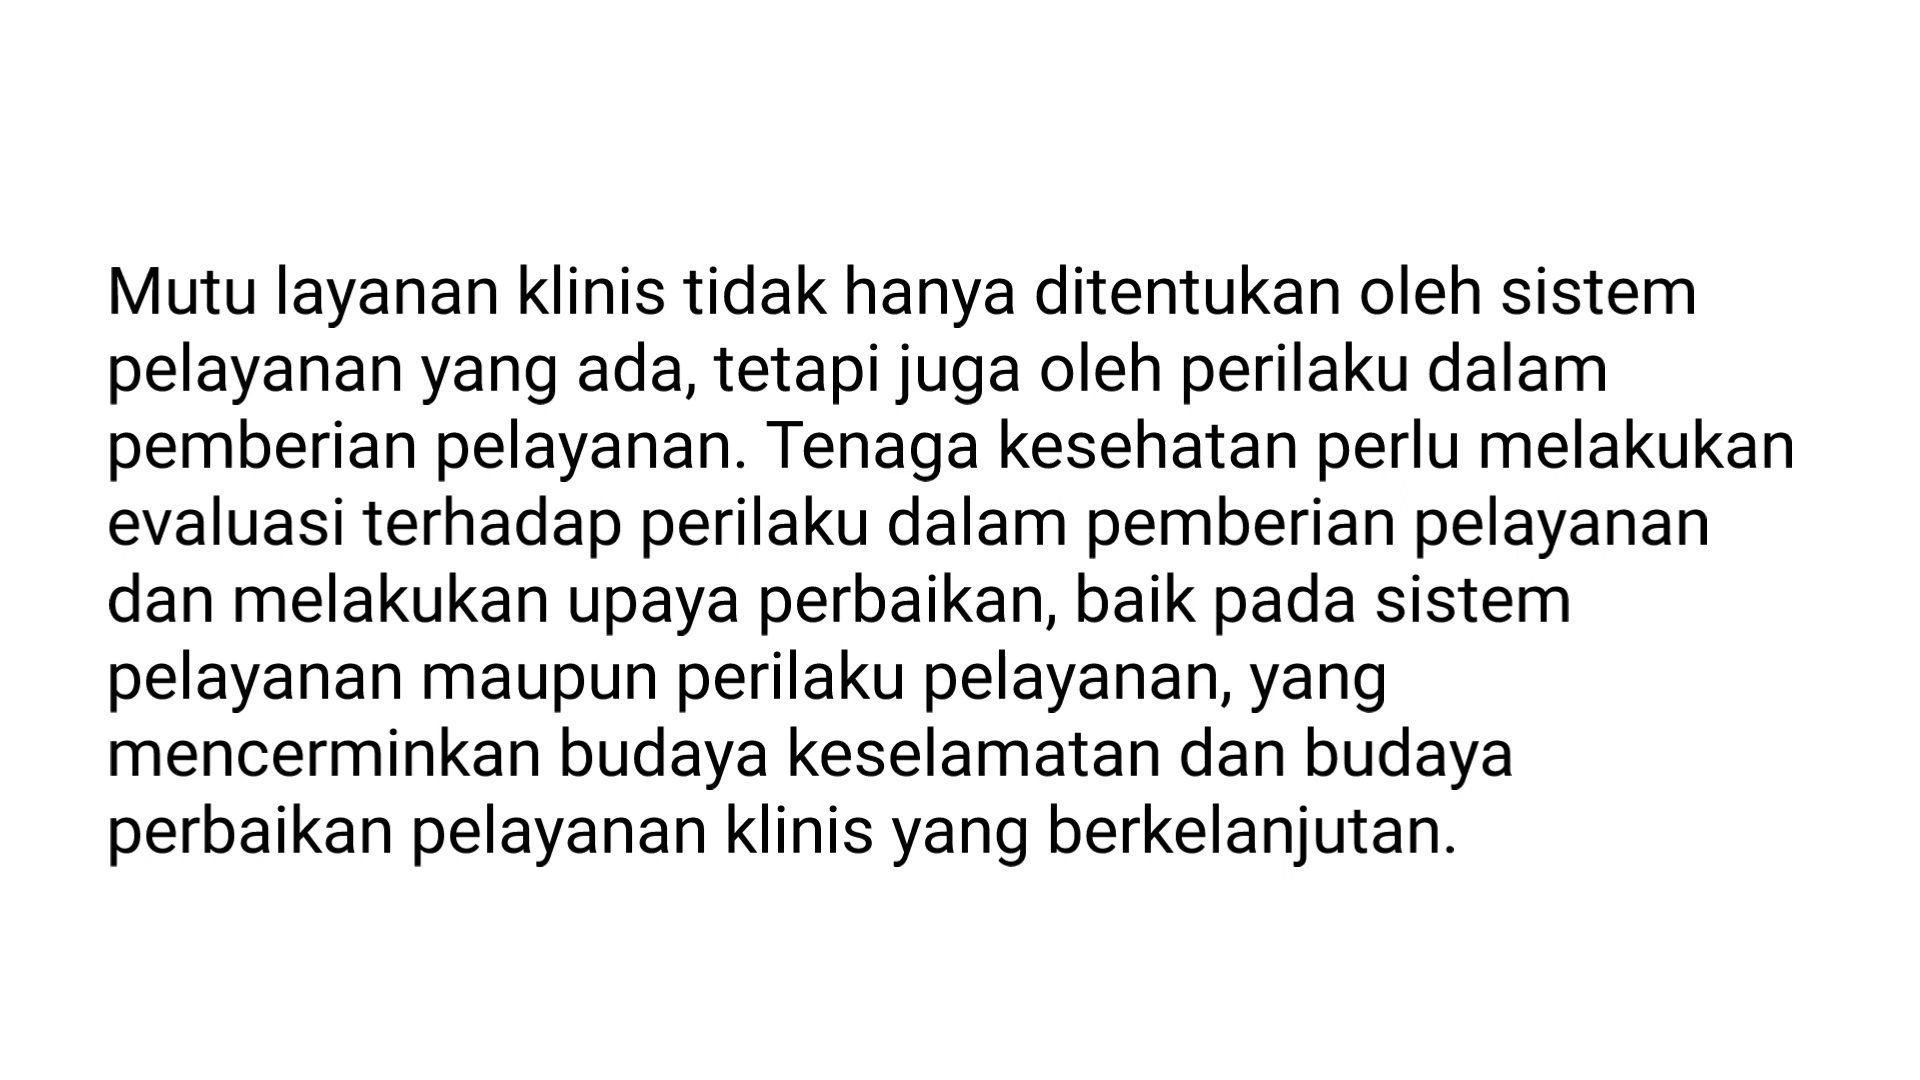 Mutu layanan klinis tidak hanya ditentukan oleh sistem
pelayanan yang ada, tetapi juga oleh perilaku dalam
pemberian pelayanan. Tenaga kesehatan perlu melakukan
evaluasi terhadap perilaku dalam pemberian pelayanan
dan melakukan upaya perbaikan, baik pada sistem
pelayanan maupun perilaku pelayanan, yang
mencerminkan budaya keselamatan dan budaya
perbaikan pelayanan klinis yang berkelanjutan.